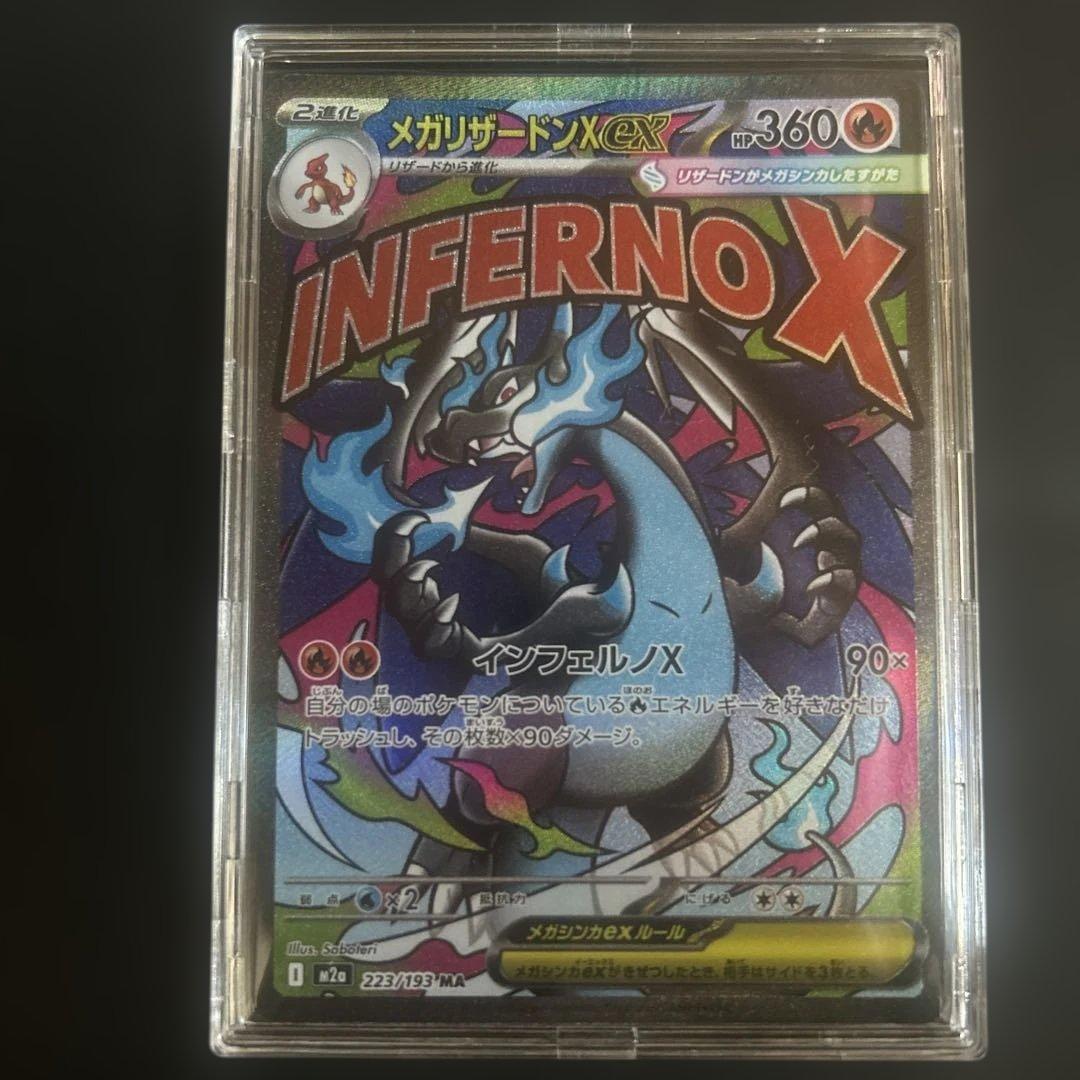 2進化
メガリザードンXex
HP360
リザードから進化
リザードンがメガシンカしたすがた
INFERNO X
インフェルノX 90×
自分の場のポケモンについているエネルギーを好きなだけ
トラッシュし、その枚数×90ダメージ。
弱点 ×2 抵抗力 にげる
メガシンカexルール
メガシンカexがきぜつしたとき、相手はサイドを3枚とる。
Illus. Saboteri
I M2a 223/193 MA